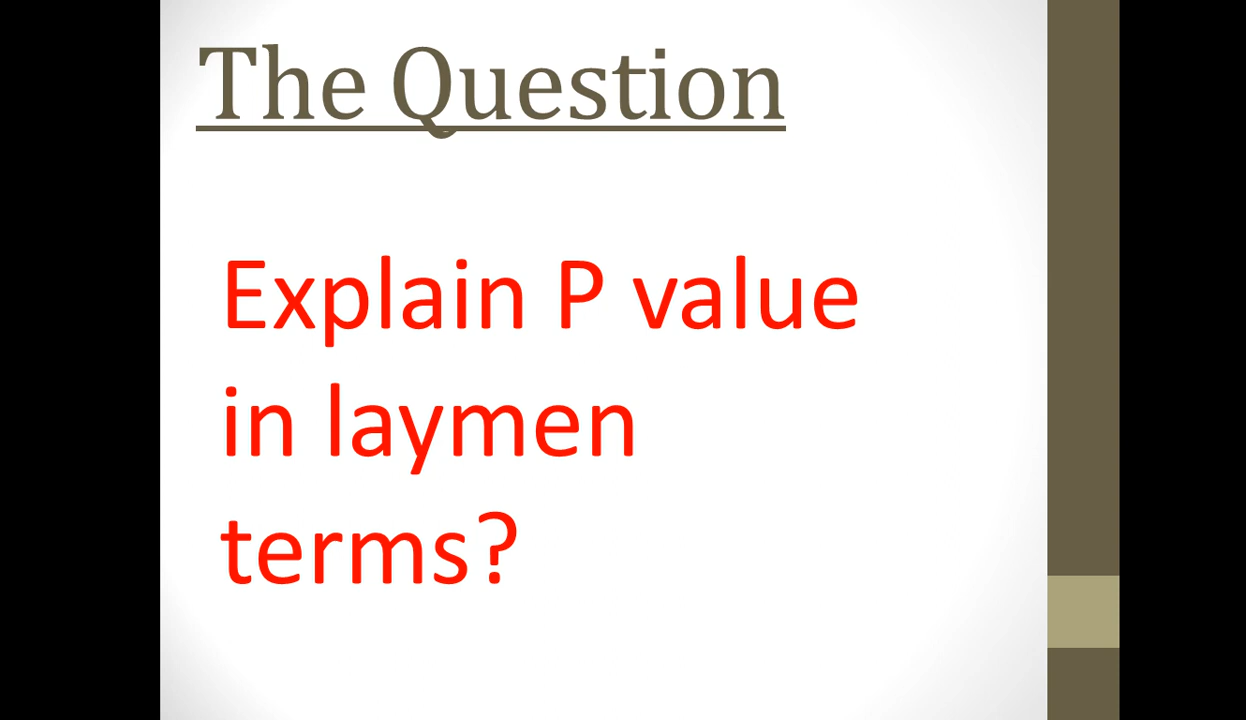 The Question
Explain P value
in laymen
terms?